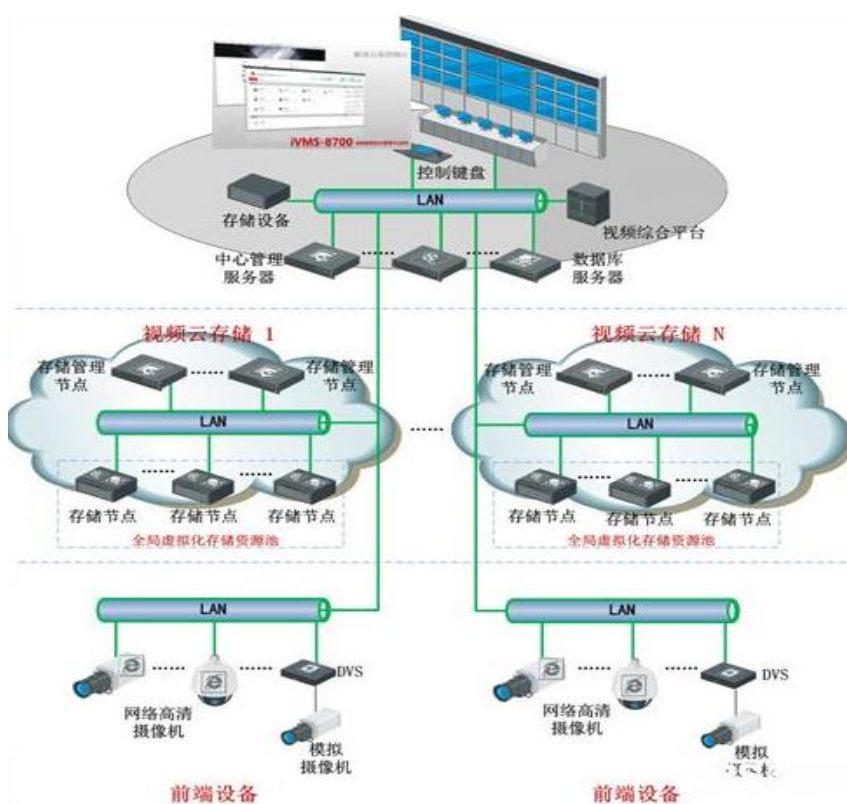 iVMS-8700
控制键盘
LAN
存储设备
视频综合平台
中心管理
服务器
数据库
服务器
视频云存储 1
视频云存储 N
存储管理
节点
存储管理
节点
存储管理
节点
存储管理
节点
LAN
LAN
存储节点
存储节点
存储节点
存储节点
存储节点
存储节点
全局虚拟化存储资源池
全局虚拟化存储资源池
LAN
LAN
DVS
DVS
网络高清
摄像机
网络高清
摄像机
模拟
摄像机
模拟
前端设备
前端设备